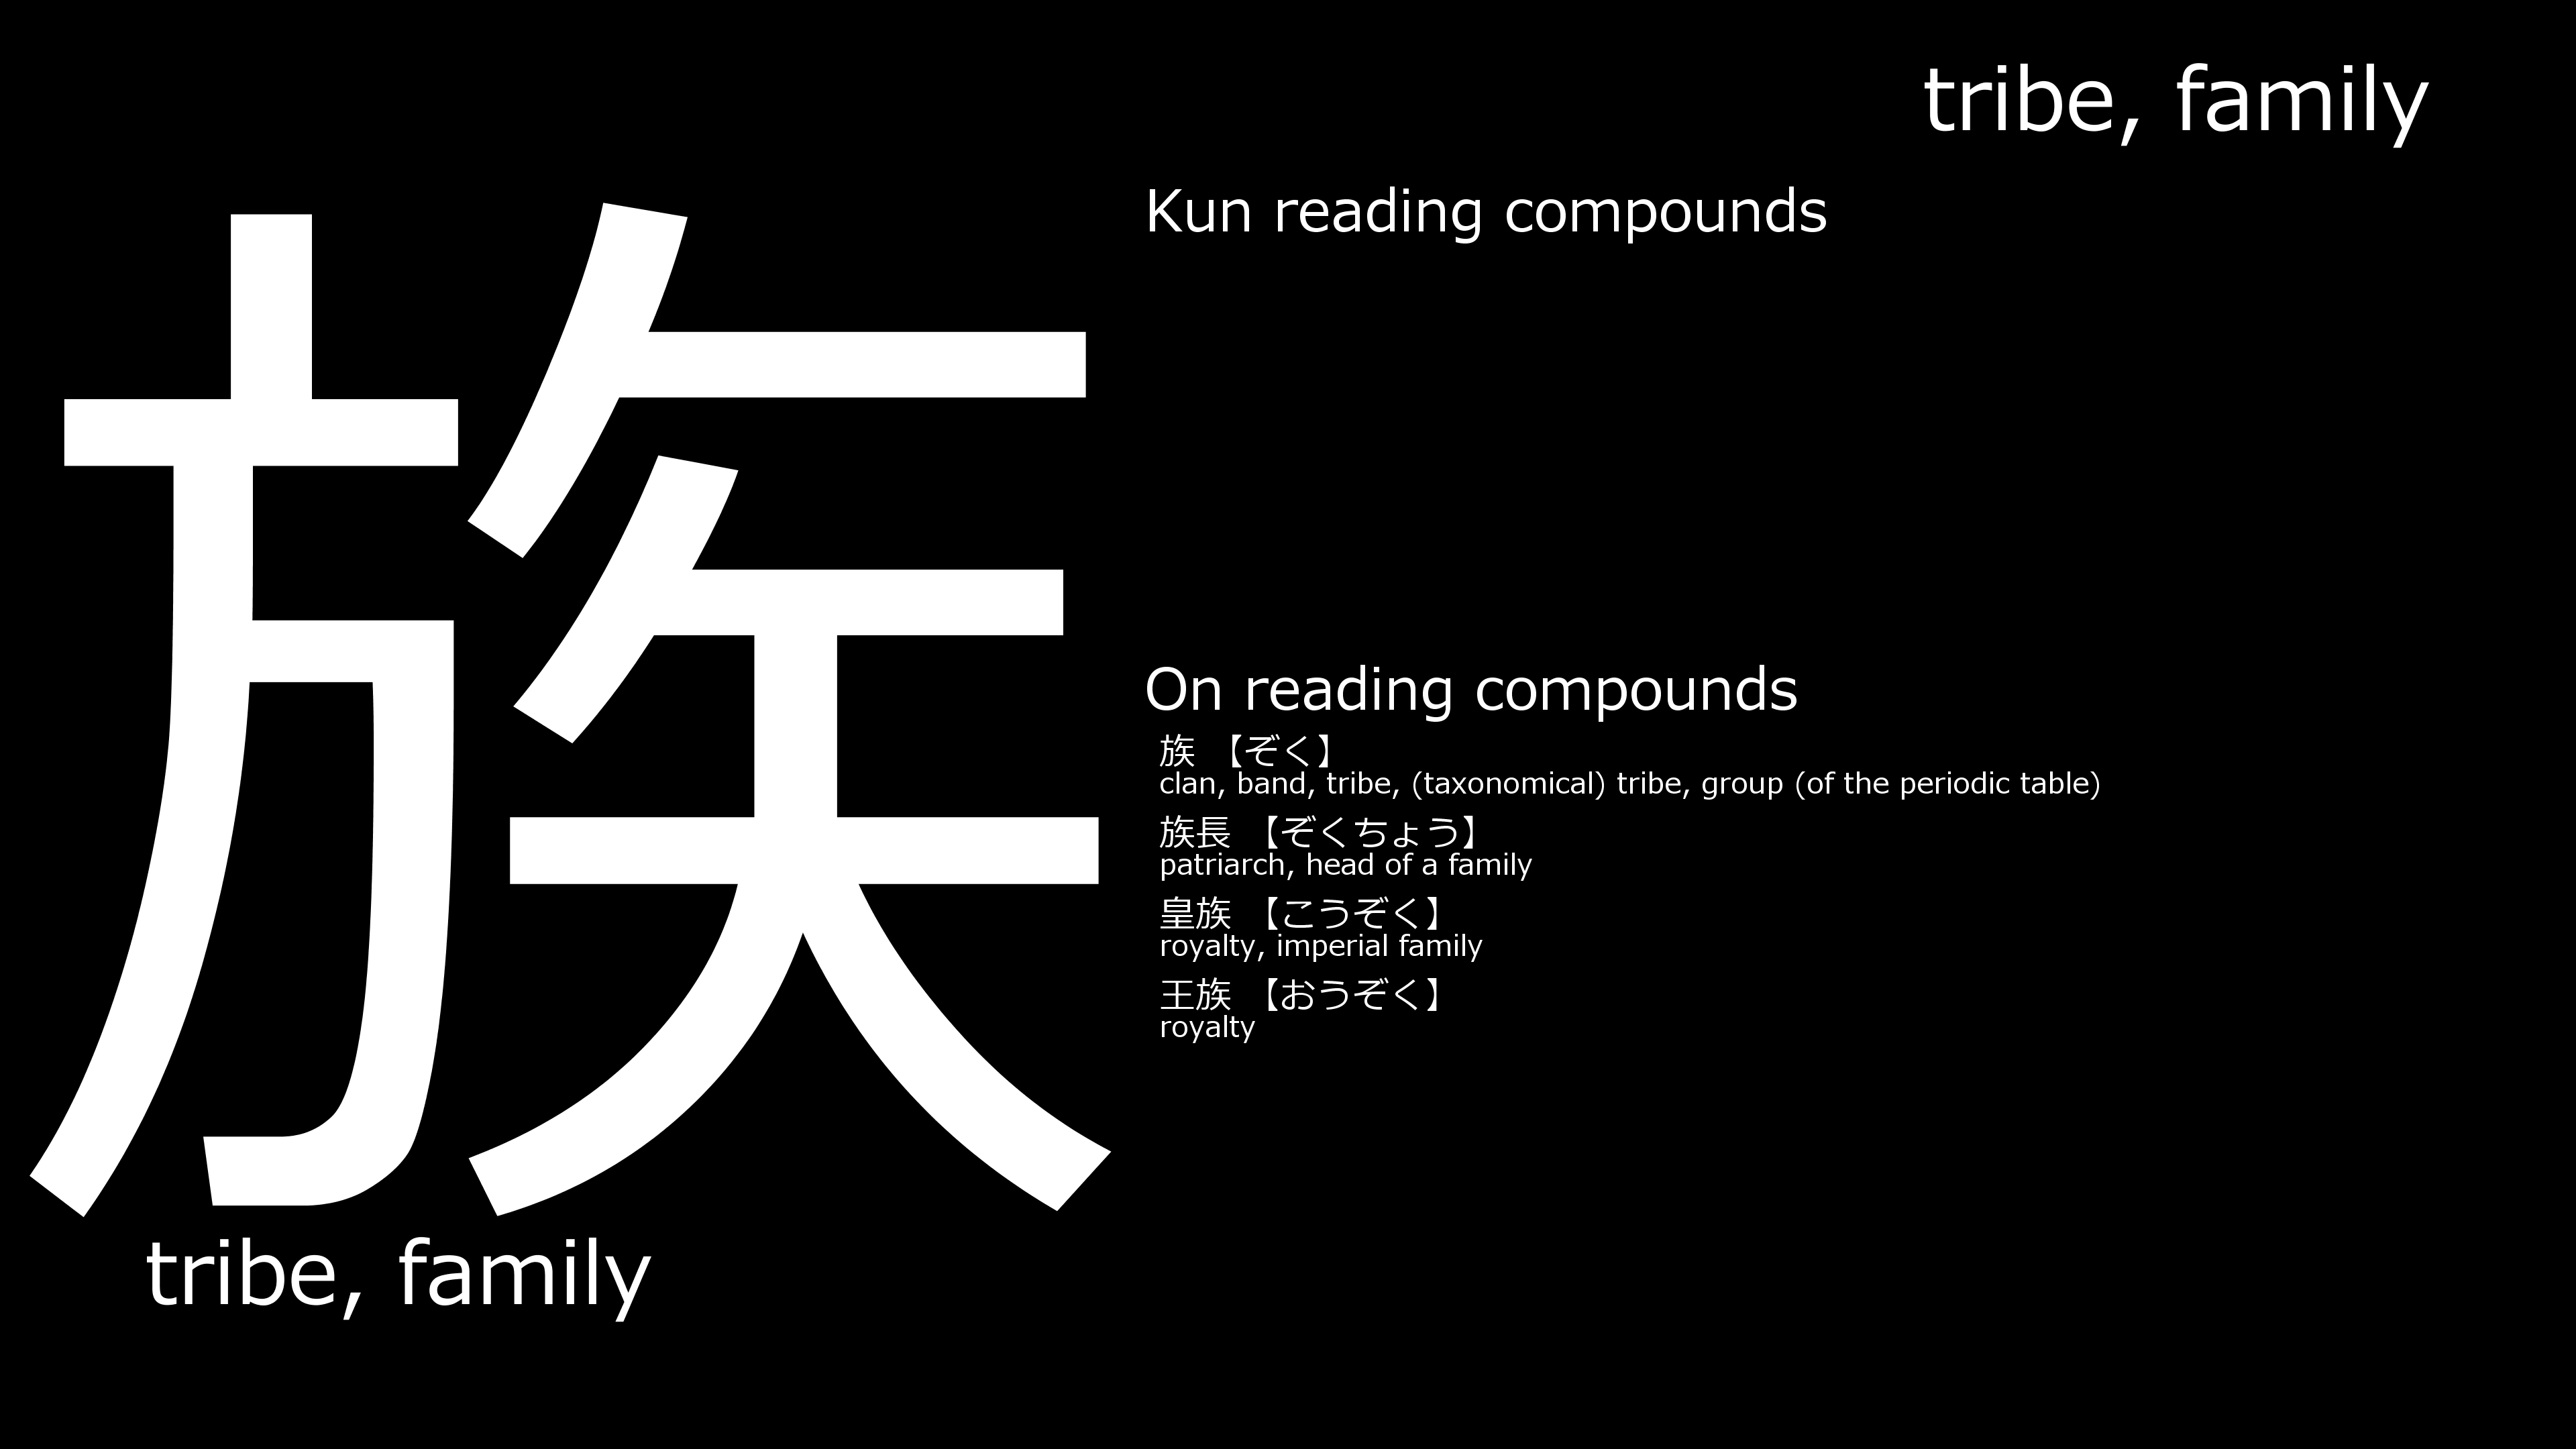 tribe, family
族
tribe, family
Kun reading compounds
On reading compounds
族 【ぞく】
clan, band, tribe, (taxonomical) tribe, group (of the periodic table)
族長 【ぞくちょう】
patriarch, head of a family
皇族 【こうぞく】
royalty, imperial family
王族 【おうぞく】
royalty